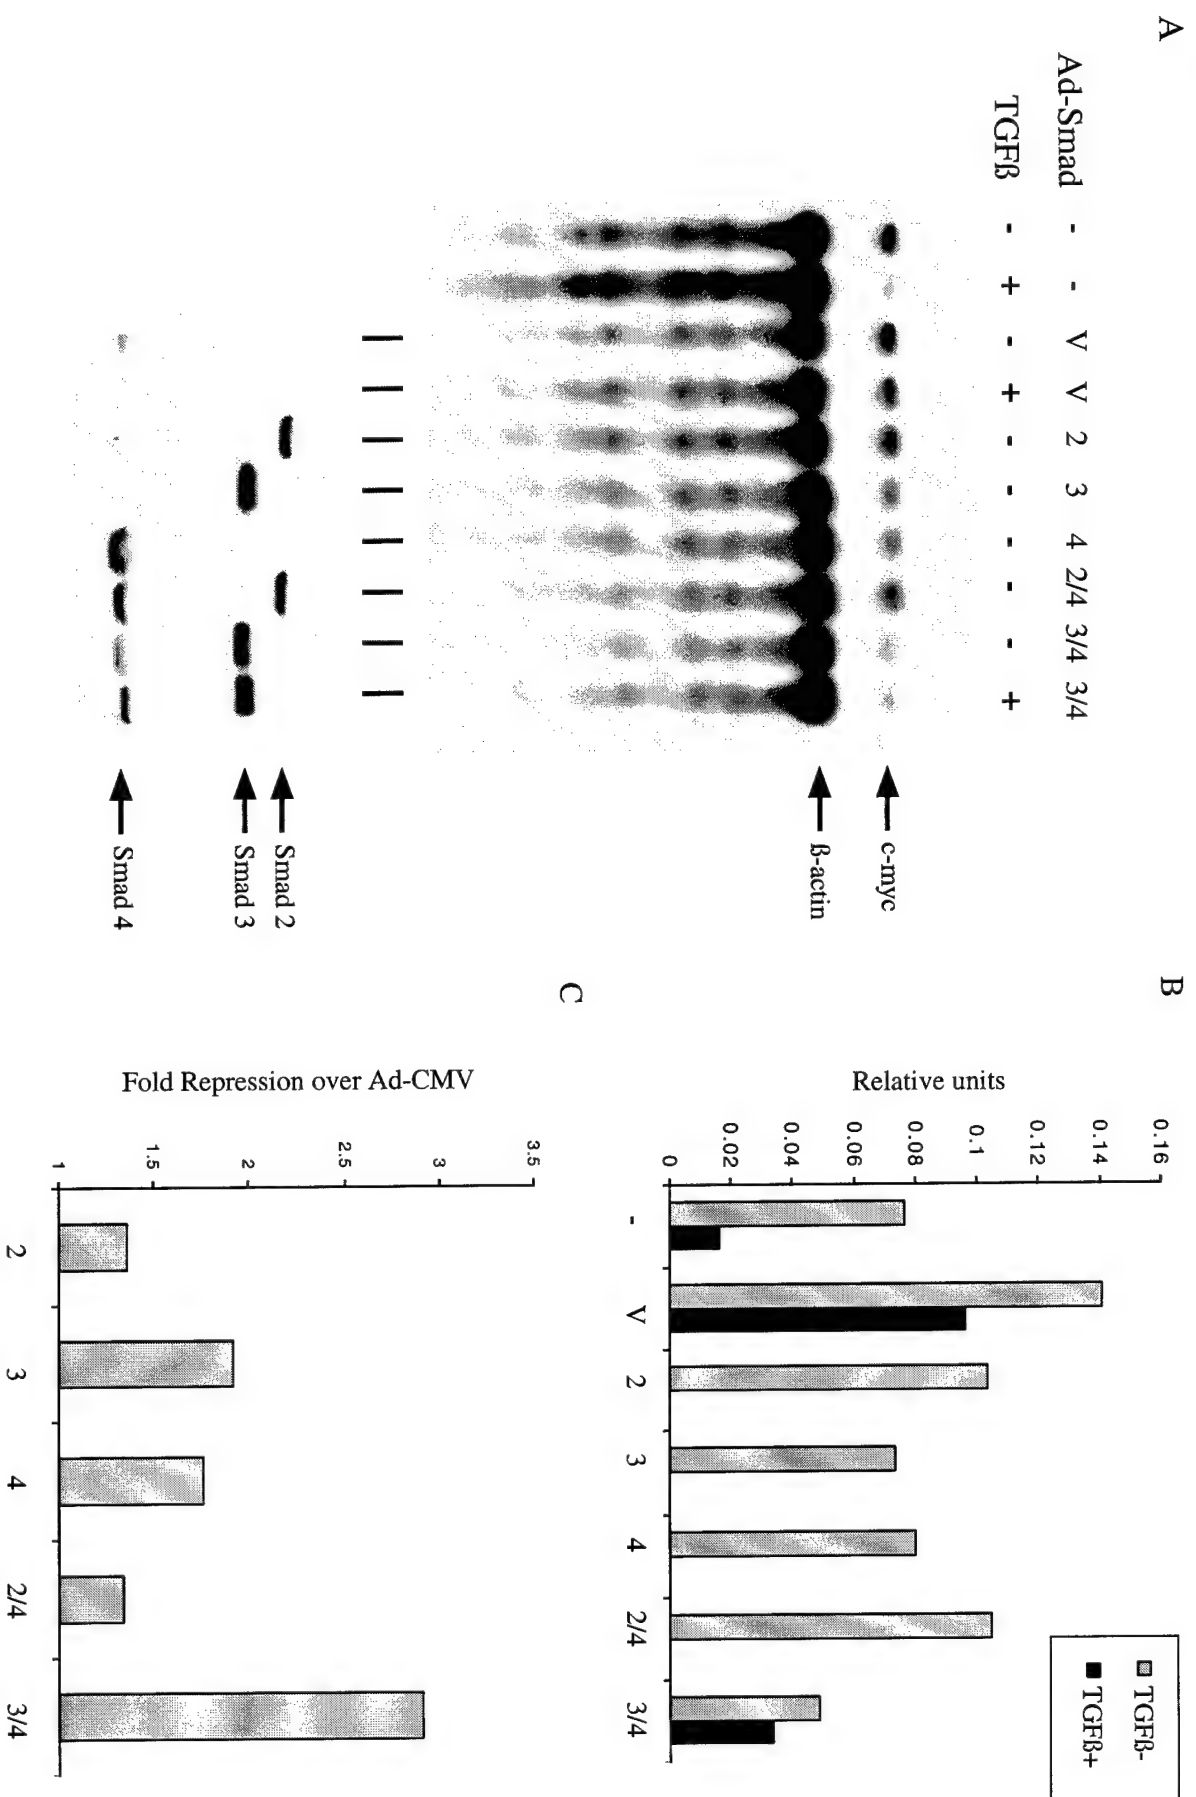 A
Ad-Smad - - V V 2 3 4 2/4 3/4 3/4
TGFß - + - + - - - - - +
c-myc
ß-actin
Smad 2
Smad 3
Smad 4
B
TGFß-
TGFß+
Relative units
0.16
0.14
0.12
0.1
0.08
0.06
0.04
0.02
0
- V 2 3 4 2/4 3/4
C
Fold Repression over Ad-CMV
3.5
3
2.5
2
1.5
1
2 3 4 2/4 3/4